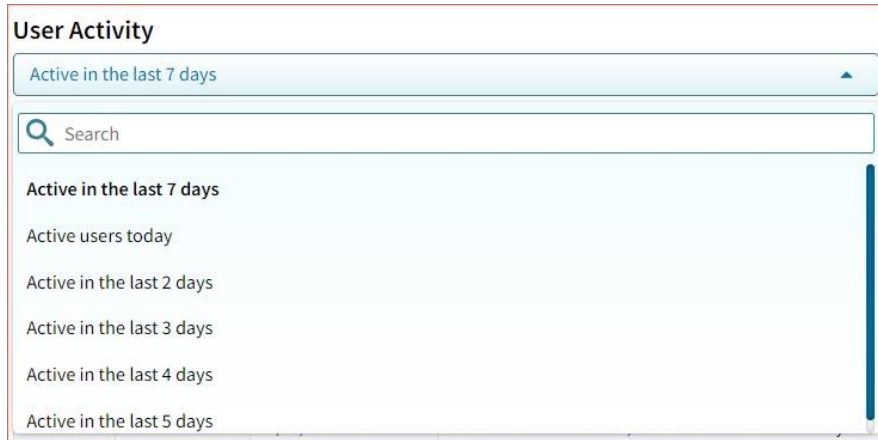 User Activity
Active in the last 7 days
Search
Active in the last 7 days
Active users today
Active in the last 2 days
Active in the last 3 days
Active in the last 4 days
Active in the last 5 days